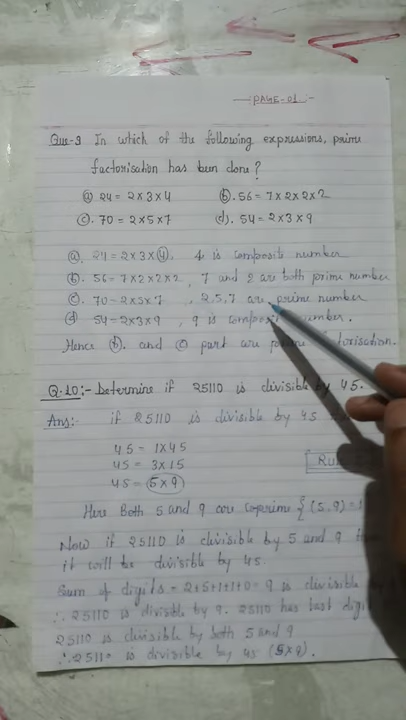 PAGE-01
Que-9 In which of the following expressions, prime
factorisation has been done?
(a) 24 = 2×3×4 (b). 56 = 7×2×2×2
(c). 70 = 2×5×7 (d). 54 = 2×3×9
(a). 24 = 2×3×(4), 4 is composite number
(b). 56 = 7×2×2×2, 7 and 2 are both prime number
(c). 70 = 2×5×7, 2,5,7 are prime number
(d) 54 = 2×3×9, 9 is composite number.
Hence (b). and (c) part are
Q.10:- Determine if 25110 is divisible by 45.
Ans:- if 25110 is divisible by 45
45 = 1×45
45 = 3×15
45 = (5×9)
Here both 5 and 9 are coprime {(5,9)=1
Now if 25110 is divisible by 5 and 9
it will be divisible by 45.
Sum of digits = 2+5+1+1+0 = 9 is divisible
∴ 25110 is divisible by 9. 25110 has last
25110 is divisible by both 5 and 9
∴ 25110 is divisible by 45 (5×9).